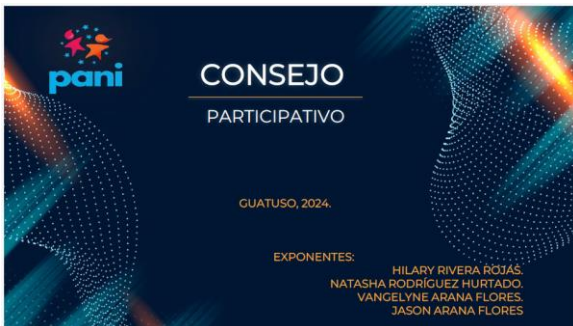 pani
CONSEJO
PARTICIPATIVO
GUATUSO, 2024.
EXPONENTES:
HILARY RIVERA ROJAS.
NATASHA RODRÍGUEZ HURTADO.
VANGELYNE ARANA FLORES.
JASON ARANA FLORES